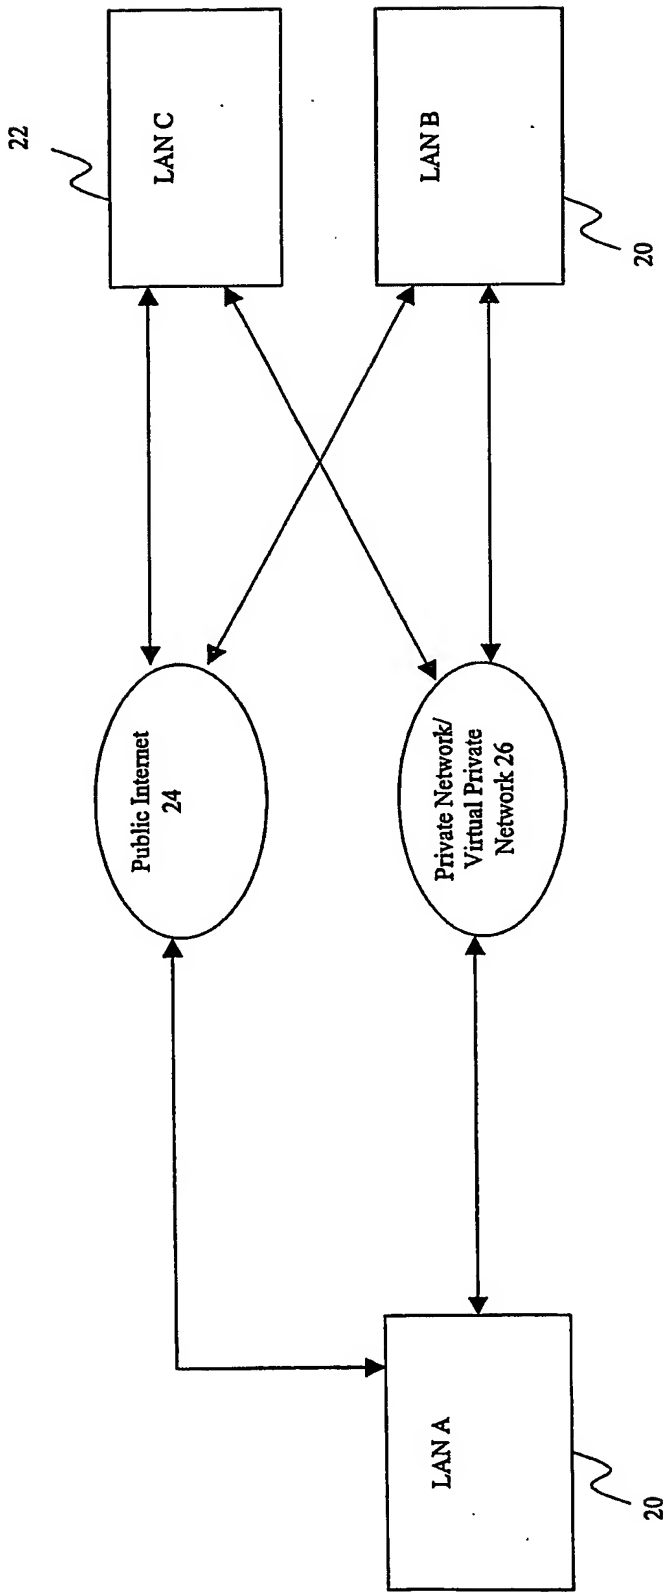 22
LAN C
Public Internet
24
LAN B
20
Private Network/
Virtual Private
Network 26
LAN A
20